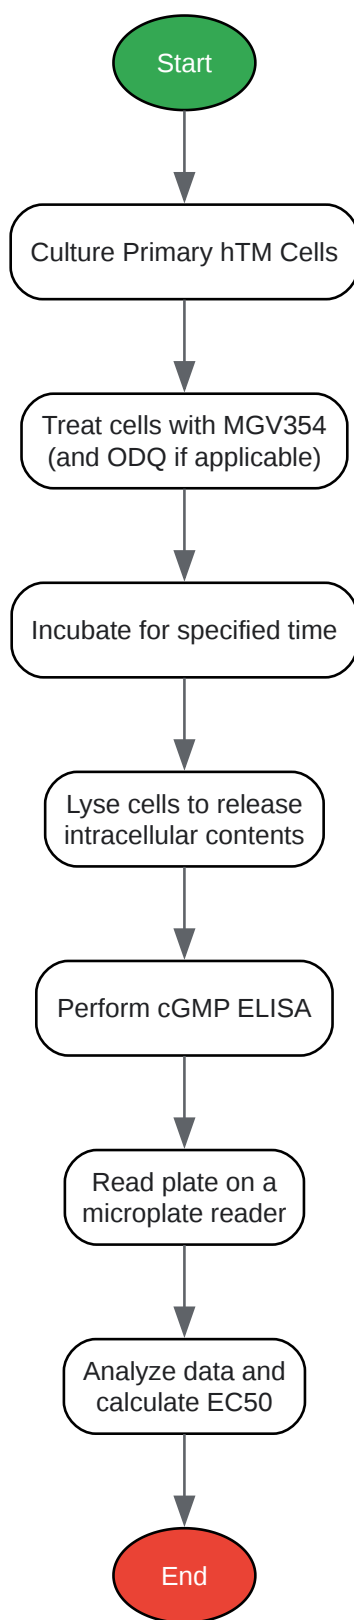 Start
Culture Primary hTM Cells
Treat cells with MGV354
(and ODQ if applicable)
Incubate for specified time
Lyse cells to release
intracellular contents
Perform cGMP ELISA
Read plate on a
microplate reader
Analyze data and
calculate EC50
End